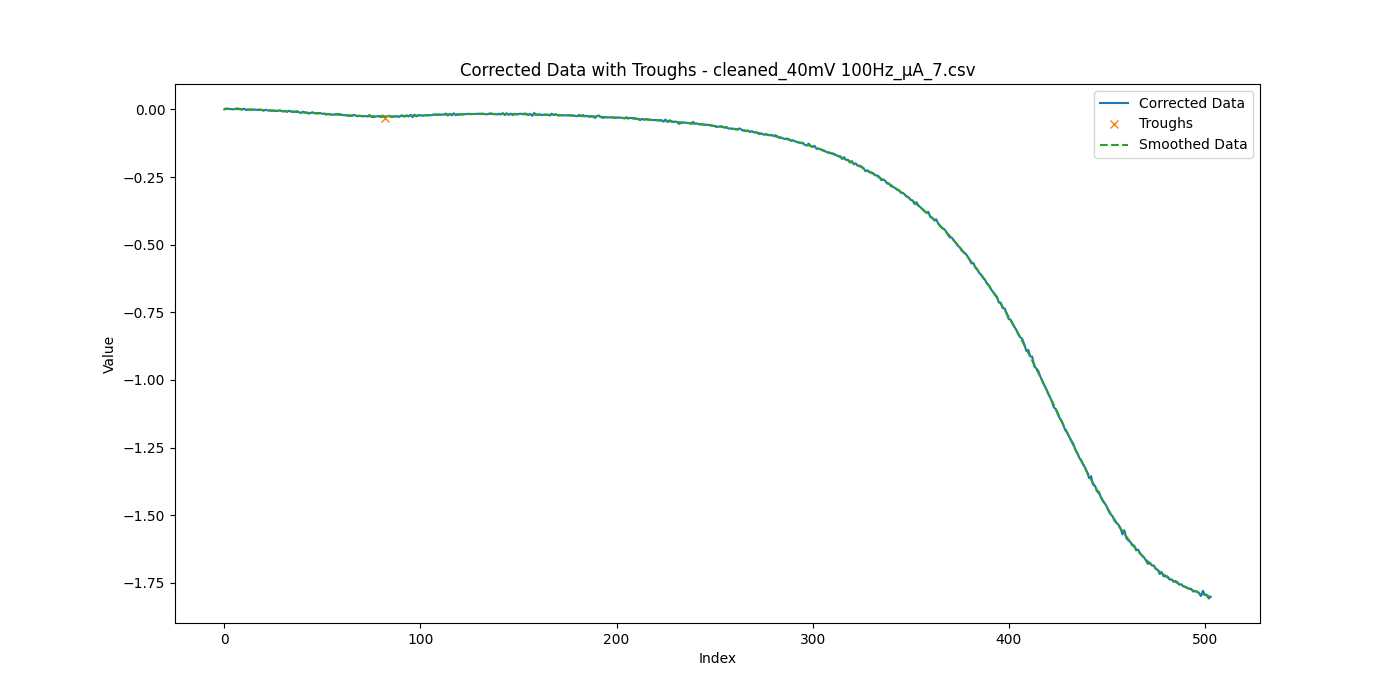 Corrected Data with Troughs - cleaned_40mV 100Hz_μA_7.csv
Corrected Data
Troughs
Smoothed Data
0.00
−0.25
−0.50
−0.75
−1.00
−1.25
−1.50
−1.75
Value
0 100 200 300 400 500
Index